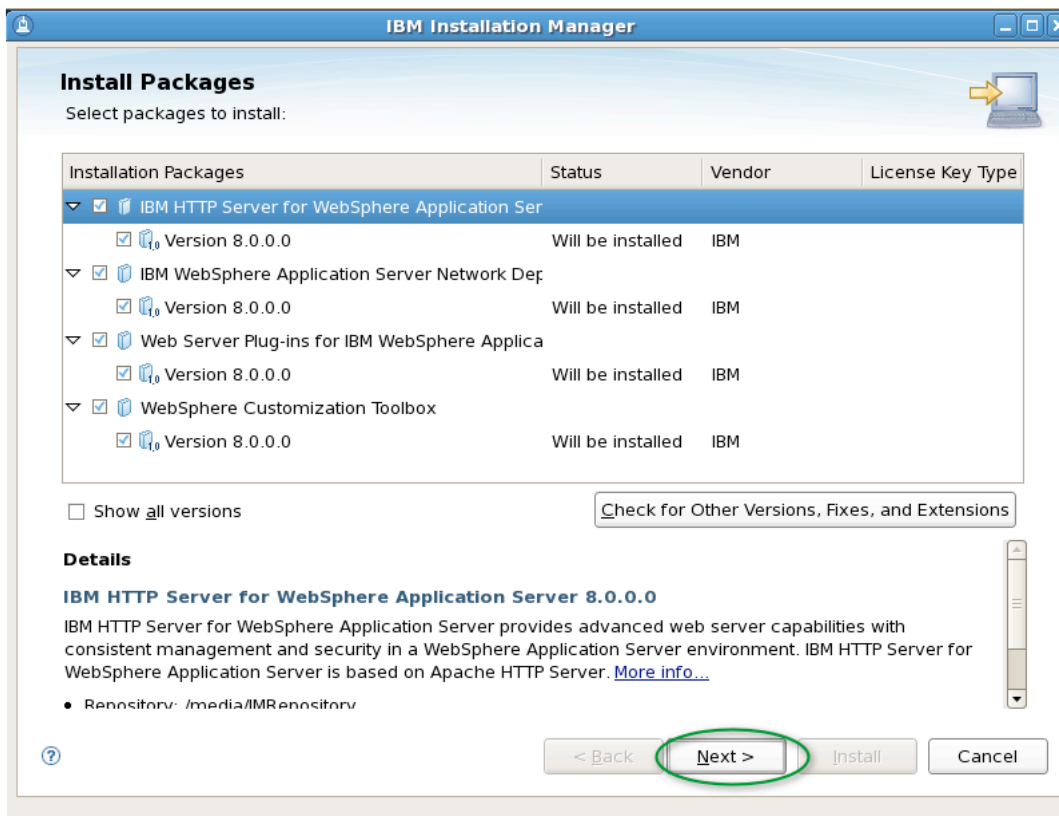 IBM Installation Manager
Install Packages
Select packages to install:
Installation Packages Status Vendor License Key Type
IBM HTTP Server for WebSphere Application Ser
Version 8.0.0.0 Will be installed IBM
IBM WebSphere Application Server Network Dep
Version 8.0.0.0 Will be installed IBM
Web Server Plug-ins for IBM WebSphere Applica
Version 8.0.0.0 Will be installed IBM
WebSphere Customization Toolbox
Version 8.0.0.0 Will be installed IBM
Show all versions Check for Other Versions, Fixes, and Extensions
Details
IBM HTTP Server for WebSphere Application Server 8.0.0.0
IBM HTTP Server for WebSphere Application Server provides advanced web server capabilities with
consistent management and security in a WebSphere Application Server environment. IBM HTTP Server for
WebSphere Application Server is based on Apache HTTP Server. More info...
• Repository: /media/IMRepository
< Back Next > Install Cancel